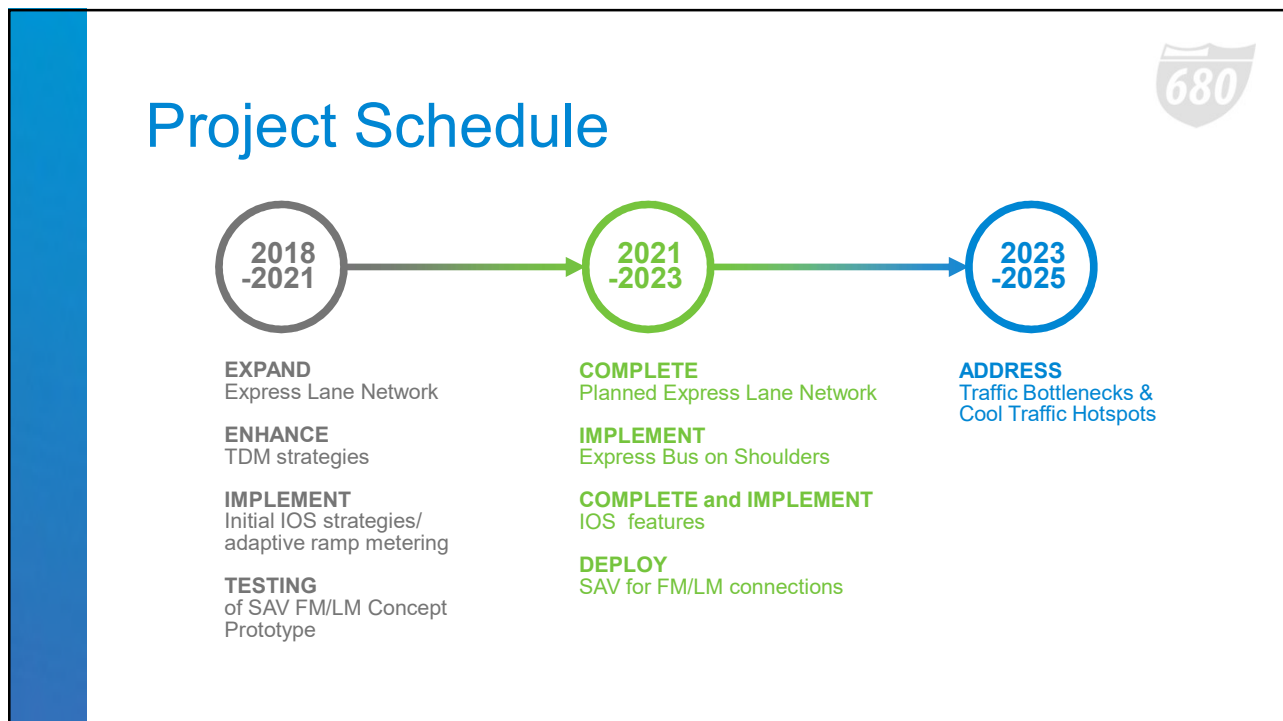 680
Project Schedule
2018
-2021
2021
-2023
2023
-2025
EXPAND
Express Lane Network
ENHANCE
TDM strategies
IMPLEMENT
Initial IOS strategies/
adaptive ramp metering
TESTING
of SAV FM/LM Concept
Prototype
COMPLETE
Planned Express Lane Network
IMPLEMENT
Express Bus on Shoulders
COMPLETE and IMPLEMENT
IOS features
DEPLOY
SAV for FM/LM connections
ADDRESS
Traffic Bottlenecks &
Cool Traffic Hotspots